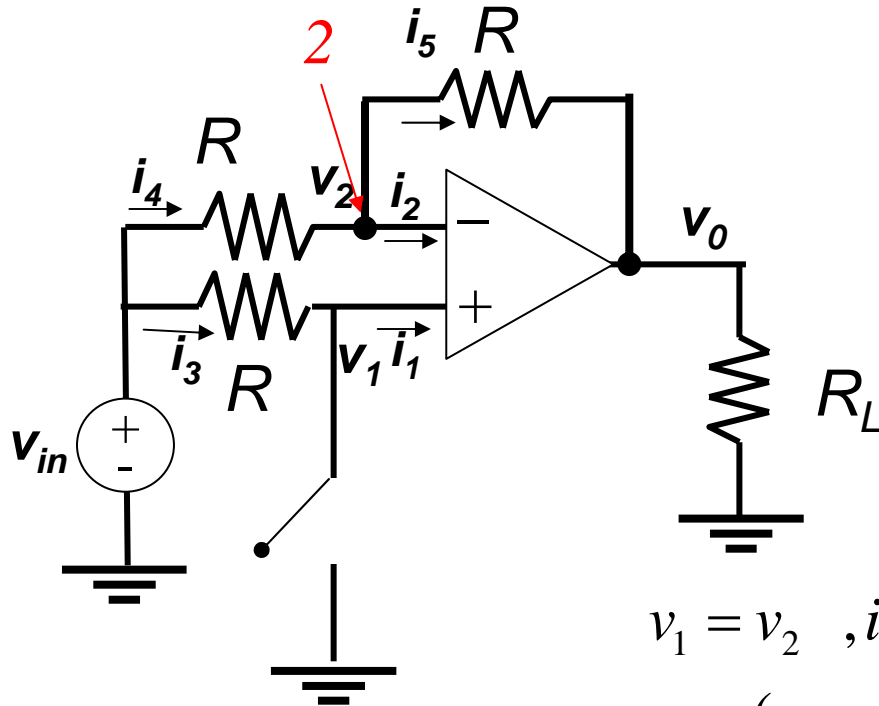 2
i5
R
R
i4
v2
i2
−
v0
+
i3
v1
i1
R
RL
vin
+
-
v1 = v2 , i
(